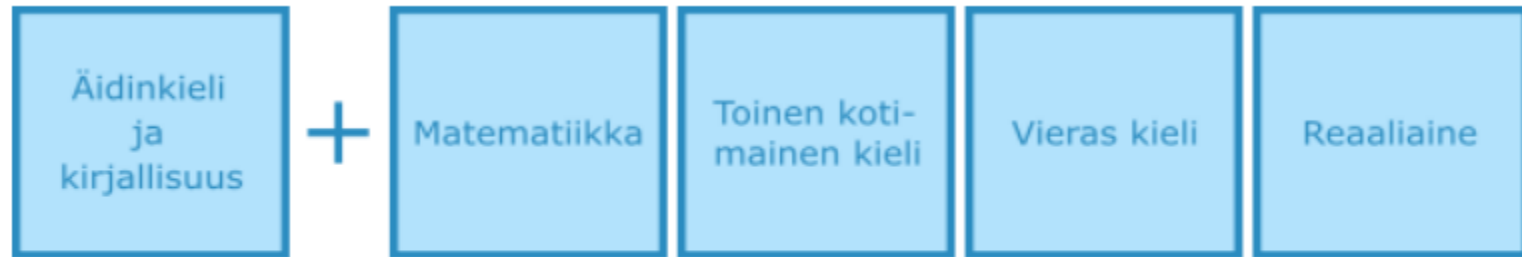 Äidinkieli
ja
kirjallisuus
+
Matematiikka
Toinen koti-
mainen kieli
Vieras kieli
Reaaliaine